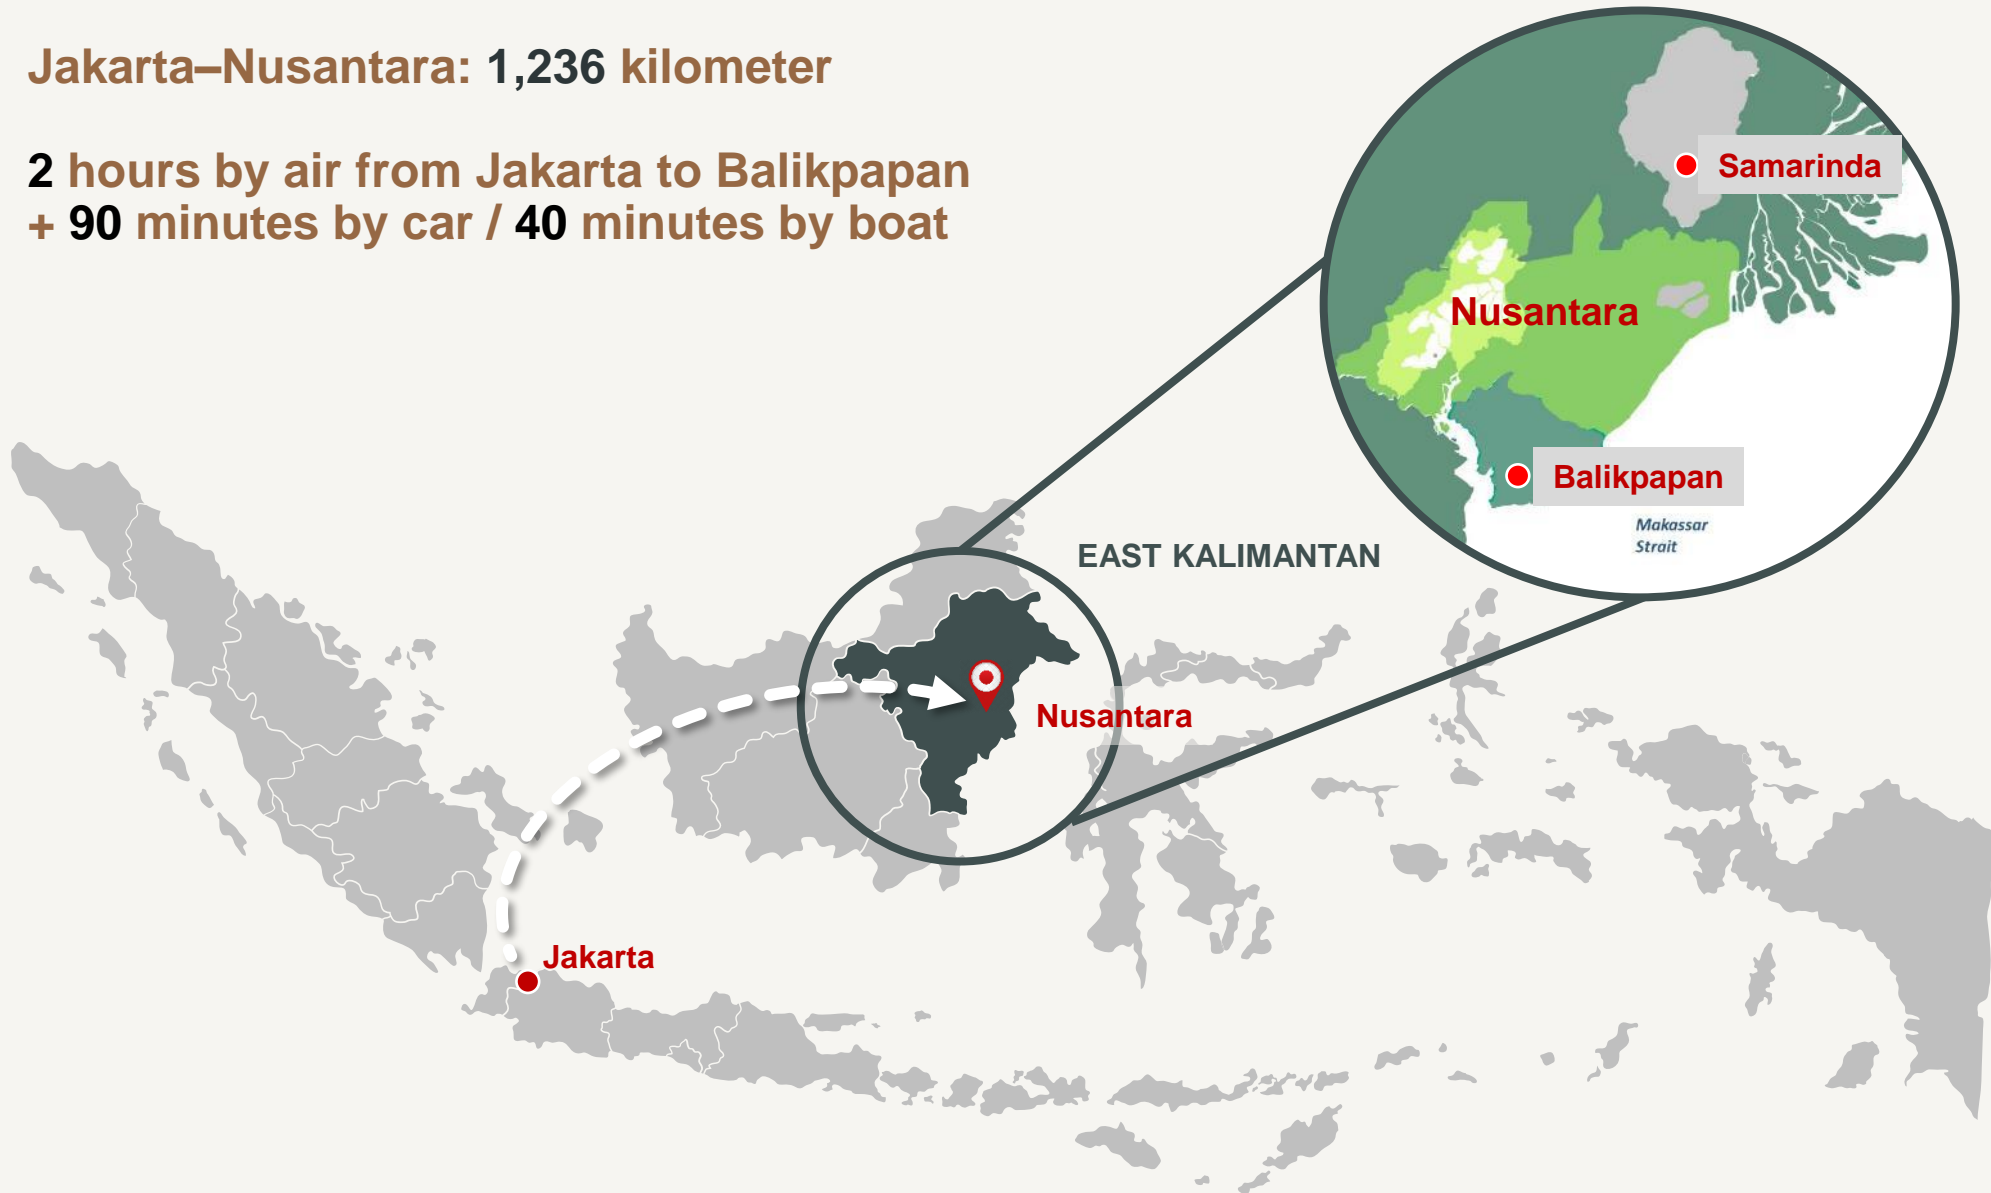 Jakarta–Nusantara: 1,236 kilometer
2 hours by air from Jakarta to Balikpapan
+ 90 minutes by car / 40 minutes by boat
Samarinda
Nusantara
Balikpapan
Makassar
Strait
EAST KALIMANTAN
Nusantara
Jakarta